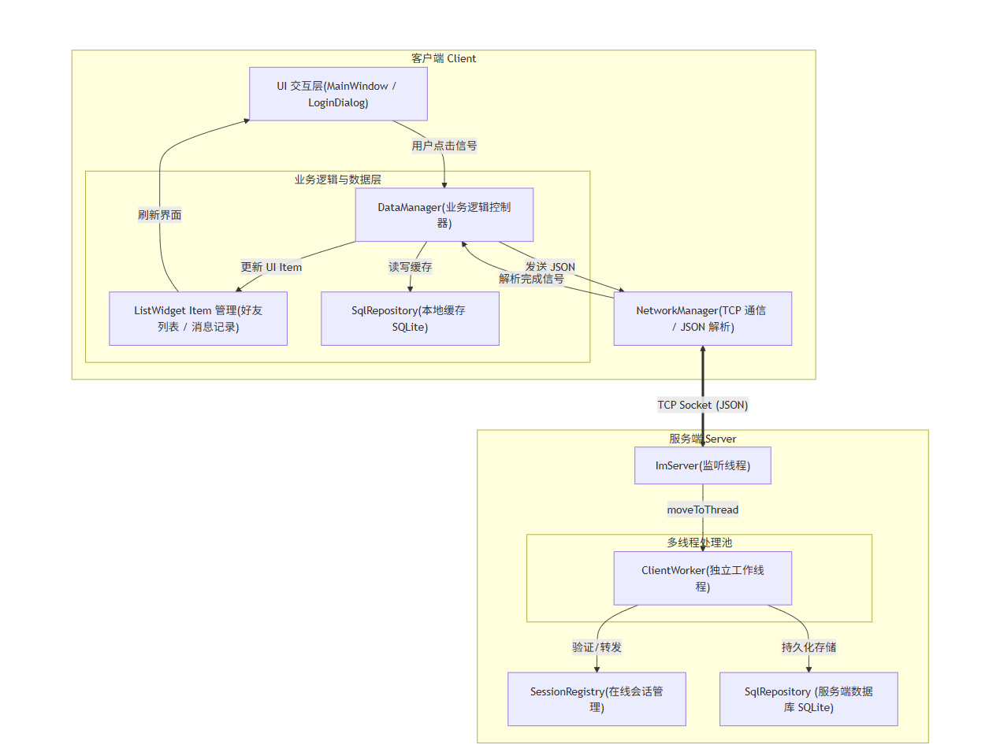 客户端 Client
UI 交互层(MainWindow /
LoginDialog)
用户点击信号
业务逻辑与数据层
DataManager(业务逻辑控制
器)
刷新界面
更新 UI Item
读写缓存
发送 JSON
解析完成信号
ListWidget Item 管理(好友
列表 / 消息记录)
SqlRepository(本地缓存
SQLite)
NetworkManager(TCP 通信
/ JSON 解析)
TCP Socket (JSON)
服务端 Server
ImServer(监听线程)
moveToThread
多线程处理池
ClientWorker(独立工作线
程)
验证/转发
持久化存储
SessionRegistry(在线会话管
理)
SqlRepository (服务端数据
库 SQLite)